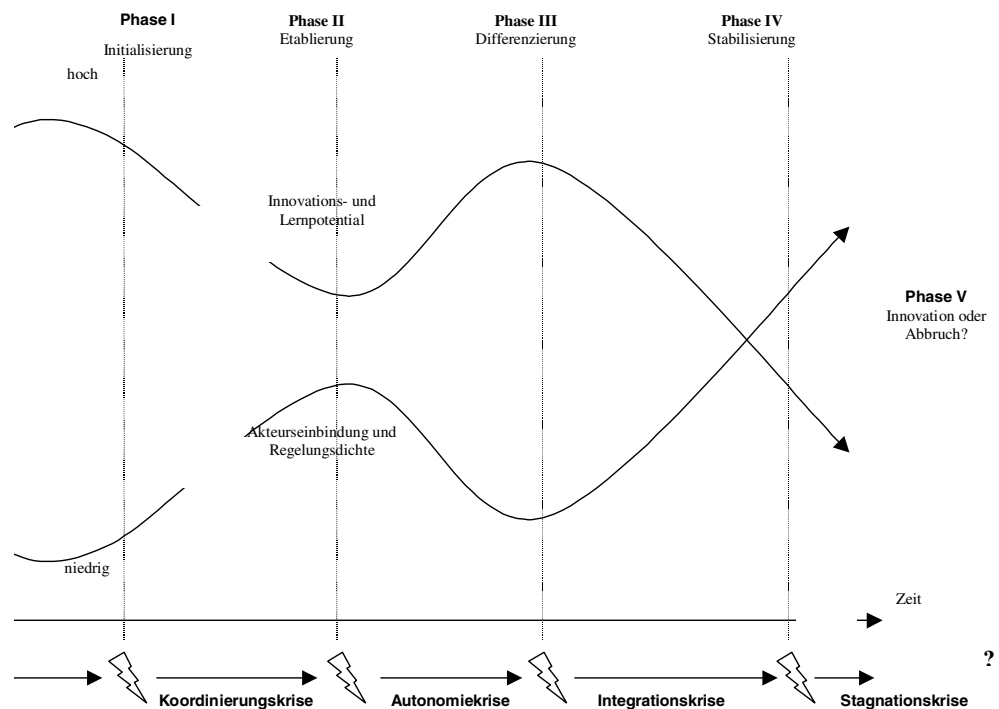 Phase I
Initialisierung
Phase II
Etablierung
Phase III
Differenzierung
Phase IV
Stabilisierung
hoch
Innovations- und
Lernpotential
Phase V
Innovation oder
Abbruch?
Akteurseinbindung und
Regelungsdichte
niedrig
Zeit
?
Koordinierungskrise
Autonomiekrise
Integrationskrise
Stagnationskrise